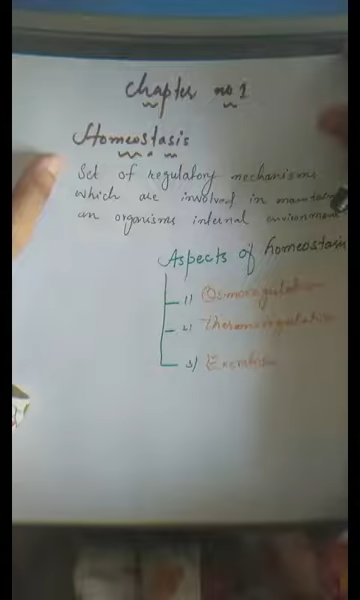 Chapter no 1
Homeostasis
Set of regulatory mechanisms
which are involved in
an organisms internal environment
Aspects of homeostasis
1) Osmoregulation
2) Thermoregulation
3) Excretion